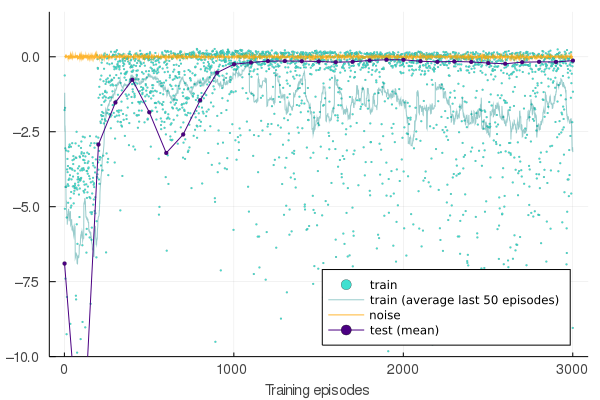 0.0
−2.5
−5.0
−7.5
−10.0
train
train (average last 50 episodes)
noise
test (mean)
0 1000 2000 3000
Training episodes